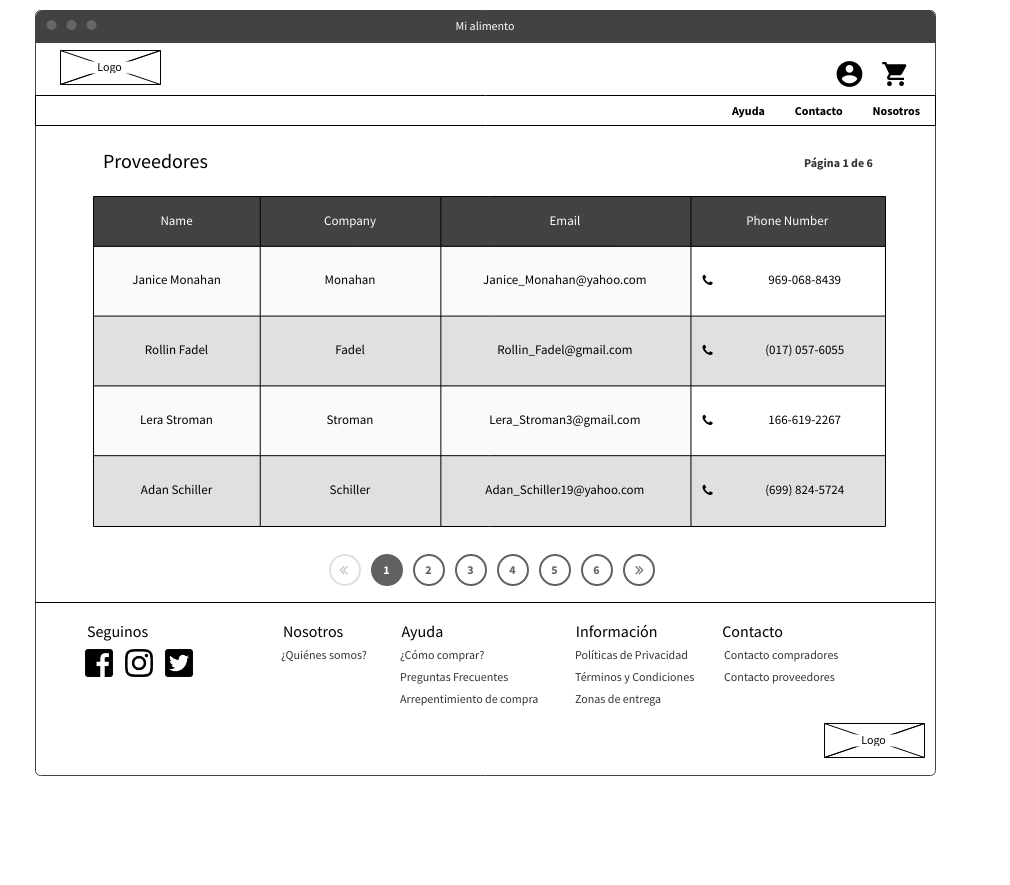 Mi alimento
Logo
Ayuda Contacto Nosotros
Proveedores Página 1 de 6
Name Company Email Phone Number
Janice Monahan Monahan Janice_Monahan@yahoo.com 969-068-8439
Rollin Fadel Fadel Rollin_Fadel@gmail.com (017) 057-6055
Lera Stroman Stroman Lera_Stroman3@gmail.com 166-619-2267
Adan Schiller Schiller Adan_Schiller19@yahoo.com (699) 824-5724
« 1 2 3 4 5 6 »
Seguinos Nosotros Ayuda Información Contacto
¿Quiénes somos? ¿Cómo comprar? Políticas de Privacidad Contacto compradores
Preguntas Frecuentes Términos y Condiciones Contacto proveedores
Arrepentimiento de compra Zonas de entrega
Logo